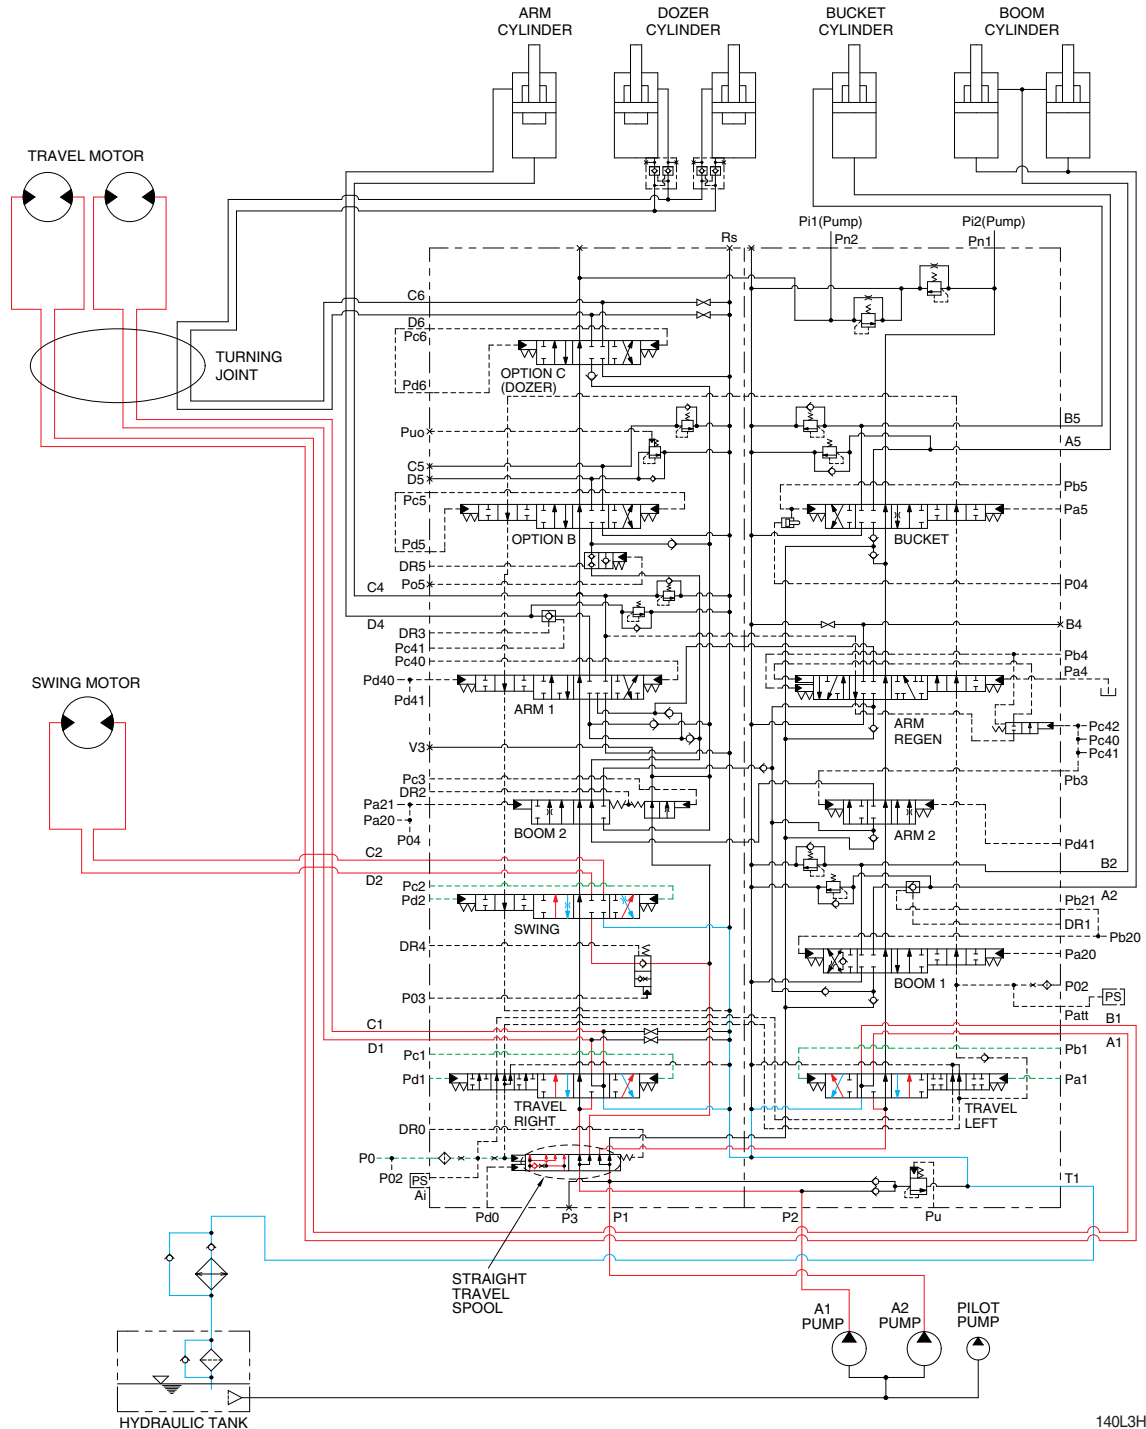 ARM
CYLINDER
DOZER
CYLINDER
BUCKET
CYLINDER
BOOM
CYLINDER
TRAVEL MOTOR
TURNING
JOINT
Pi1(Pump)
Pn2
Pi2(Pump)
Pn1
Rs
C6
D6
Pc6
Pd6
OPTION C
(DOZER)
Puo
C5
D5
Pc5
Pd5
OPTION B
DR5
Po5
C4
D4
DR3
Pc41
Pc40
Pd40
Pd41
ARM 1
V3
Pc3
DR2
Pa21
Pa20
P04
BOOM 2
B5
A5
Pb5
Pa5
BUCKET
P04
B4
Pb4
Pa4
ARM
REGEN
Pc42
Pc40
Pc41
Pb3
ARM 2
Pd41
B2
A2
Pb21
DR1
Pb20
Pa20
BOOM 1
P02
PS
Patt
B1
A1
Pb1
Pa1
TRAVEL
LEFT
SWING MOTOR
C2
D2
Pc2
Pd2
SWING
DR4
P03
C1
D1
Pc1
Pd1
TRAVEL
RIGHT
DR0
P0
P02
PS
Ai
Pd0
P3
P1
P2
Pu
T1
STRAIGHT
TRAVEL
SPOOL
A1
PUMP
A2
PUMP
PILOT
PUMP
HYDRAULIC TANK
140L3H